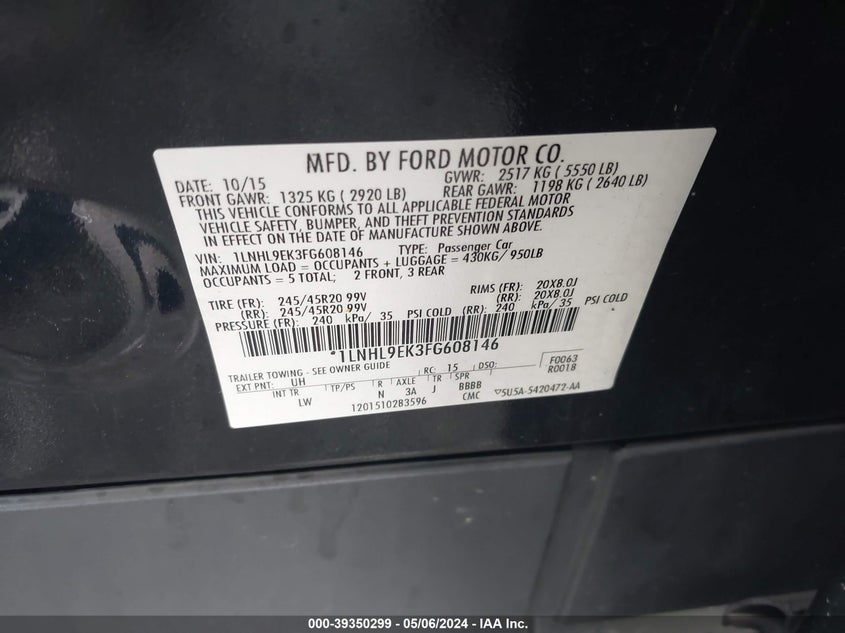 MFD. BY FORD MOTOR CO.
DATE: 10/15 GVWR: 2517 KG ( 5550 LB)
FRONT GAWR: 1325 KG ( 2920 LB) REAR GAWR: 1198 KG ( 2640 LB)
THIS VEHICLE CONFORMS TO ALL APPLICABLE FEDERAL MOTOR
VEHICLE SAFETY, BUMPER, AND THEFT PREVENTION STANDARDS
IN EFFECT ON THE DATE OF MANUFACTURE SHOWN ABOVE.
VIN: 1LNHL9EK3FG608146 TYPE: Passenger Car
MAXIMUM LOAD = OCCUPANTS + LUGGAGE = 430KG/ 950LB
OCCUPANTS = 5 TOTAL; 2 FRONT, 3 REAR
TIRE (FR): 245/45R20 99V RIMS (FR): 20X8.0J
(RR): 245/45R20 99V (RR): 20X8.0J
PRESSURE (FR): 240 kPa/ 35 PSI COLD (RR): 240 kPa/ 35 PSI COLD
*1LNHL9EK3FG608146
TRAILER TOWING - SEE OWNER GUIDE RC: 15 DSO: F0063
EXT PNT: UH R0018
INT TR TP/PS R AXLE TR SPR BBBB
LW N 3A J CMC 5U5A-5420472-AA
1201510283596
000-39350299 - 05/06/2024 - IAA Inc.